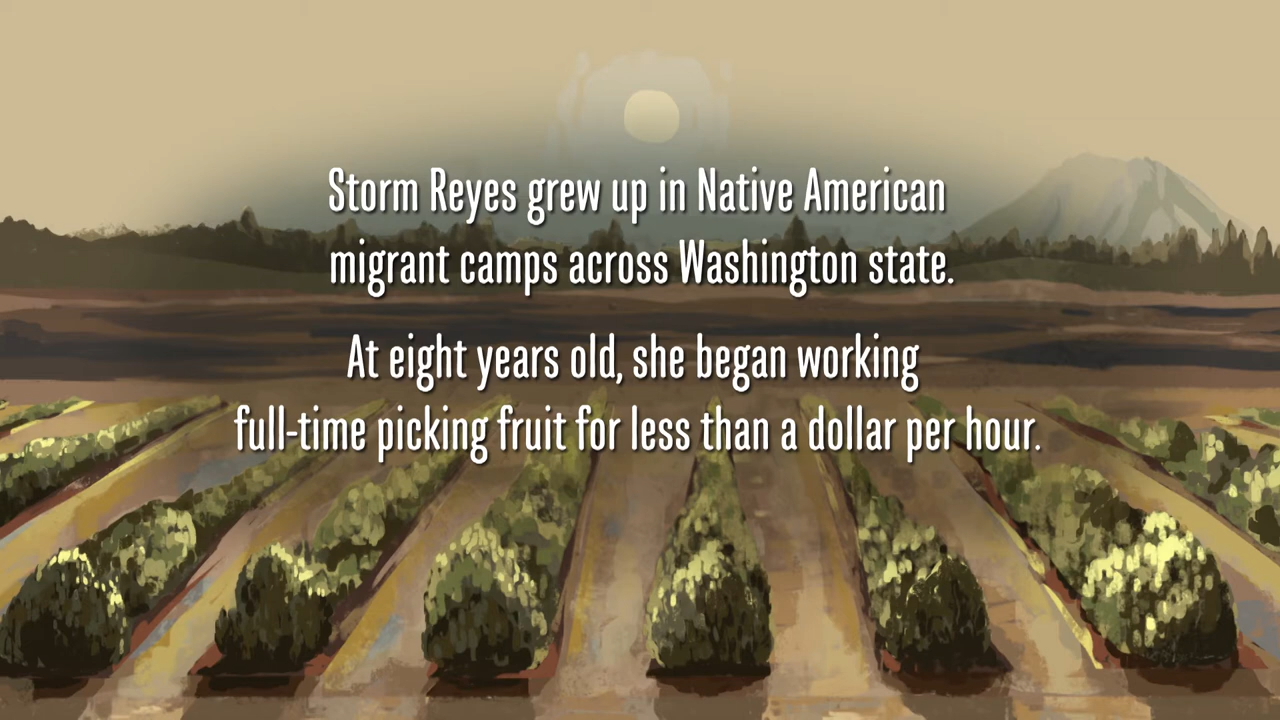 Storm Reyes grew up in Native American
migrant camps across Washington state.
At eight years old, she began working
full-time picking fruit for less than a dollar per hour.